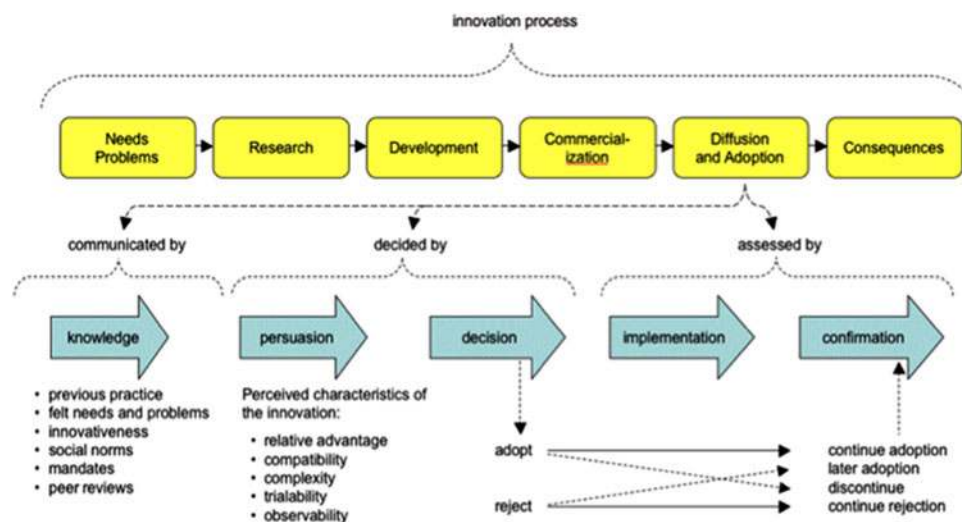 innovation process
Needs
Problems
Research
Development
Commercial-
ization
Diffusion
and Adoption
Consequences
communicated by
decided by
assessed by
knowledge
persuasion
decision
implementation
confirmation
• previous practice
• felt needs and problems
• innovativeness
• social norms
• mandates
• peer reviews
Perceived characteristics of
the innovation:
• relative advantage
• compatibility
• complexity
• trialability
• observability
adopt
reject
continue adoption
later adoption
discontinue
continue rejection